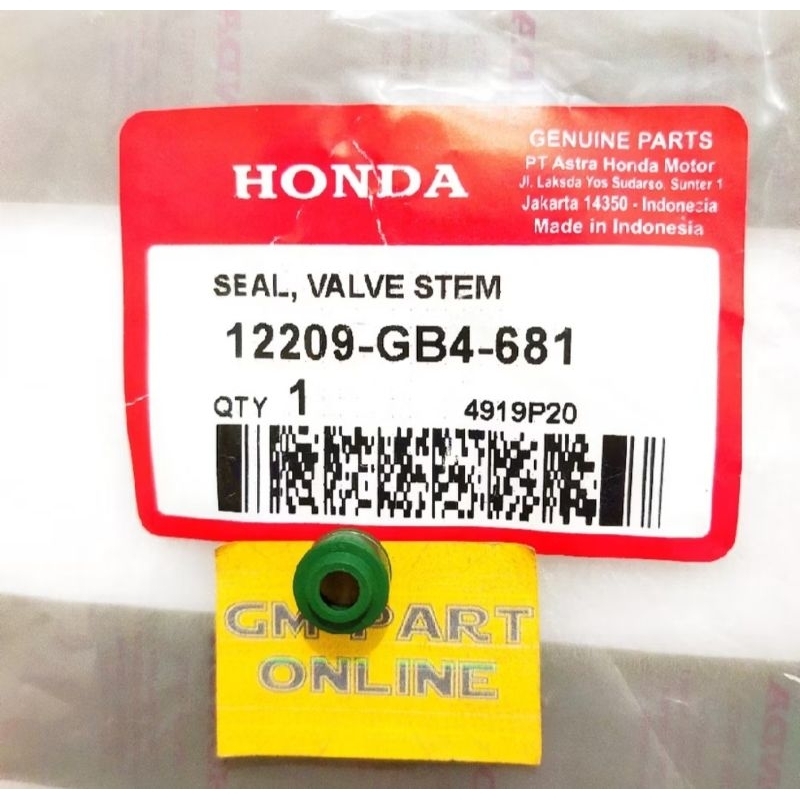 HONDA
GENUINE PARTS
PT Astra Honda Motor
Jl. Laksda Yos Sudarso, Sunter 1
Jakarta 14350 - Indonezia
Made in Indonesia
SEAL, VALVE STEM
12209-GB4-681
QTY 1
4919P20
GM PART
ONLINE